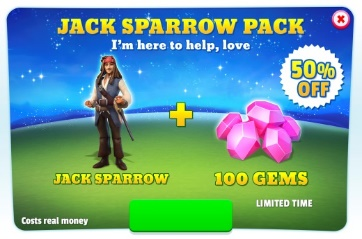 JACK SPARROW PACK
I'm here to help, love
50%
OFF
JACK SPARROW
100 GEMS
LIMITED TIME
Costs real money